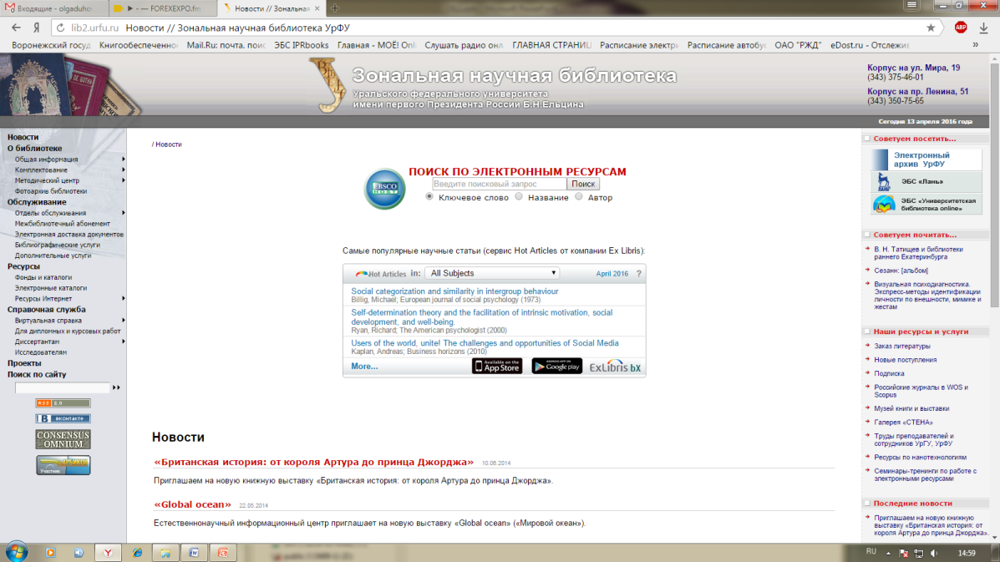 Входящие - olgaduho
► - — FOREXEXPO.fm
Новости // Зональная
lib2.urfu.ru Новости // Зональная научная библиотека УрФУ
ABP
Воронежский госуд Книгообеспеченнос Mail.Ru: почта, поис ЭБС IPRbooks Главная - МОЁ! Onl Слушать радио онл ГЛАВНАЯ СТРАНИЦ Расписание электри Расписание автобус ОАО "РЖД" eDost.ru - Отслежив
Зональная научная библиотека
Уральского федерального университета
имени первого Президента России Б.Н.Ельцина
Корпус на ул. Мира, 19
(343) 375-46-01
Корпус на пр. Ленина, 51
(343) 350-75-65
Сегодня 13 апреля 2016 года
Новости
О библиотеке
Общая информация
Комплектование
Методический центр
Фотоархив библиотеки
Обслуживание
Отделы обслуживания
Межбиблиотечный абонемент
Электронная доставка документов
Библиографические услуги
Дополнительные услуги
Ресурсы
Фонды и каталоги
Электронные каталоги
Ресурсы Интернет
Справочная служба
Виртуальная справка
Для дипломных и курсовых работ
Диссертантам
Исследователям
Проекты
Поиск по сайту
RSS 2.0
В вконтакте
CONSENSUS
OMNIUM
Участник
/ Новости
EBSCO
HOST
ПОИСК ПО ЭЛЕКТРОННЫМ РЕСУРСАМ
Введите поисковый запрос Поиск
Ключевое слово Название Автор
Самые популярные научные статьи (сервис Hot Articles от компании Ex Libris):
Hot Articles in: All Subjects April 2016 ?
Social categorization and similarity in intergroup behaviour
Billig, Michael; European journal of social psychology (1973)
Self-determination theory and the facilitation of intrinsic motivation, social
development, and well-being.
Ryan, Richard; The American psychologist (2000)
Users of the world, unite! The challenges and opportunities of Social Media
Kaplan, Andreas; Business horizons (2010)
More...
Available on the
App Store
ANDROID APP ON
Google play
ExLibris bX
Новости
«Британская история: от короля Артура до принца Джорджа» 10.06.2014
Приглашаем на новую книжную выставку «Британская история: от короля Артура до принца Джорджа».
«Global ocean» 22.05.2014
Естественнонаучный информационный центр приглашает на новую выставку «Global ocean» («Мировой океан»).
Советуем посетить...
Электронный
архив УрФУ
ЛАНЬ
ЭБС «Лань»
ЭБС «Университетская
библиотека online»
Советуем почитать...
В. Н. Татищев и библиотеки
раннего Екатеринбурга
Сезанн: [альбом]
Визуальная психодиагностика.
Экспресс-методы идентификации
личности по внешности, мимике и
жестам
Наши ресурсы и услуги
Заказ литературы
Новые поступления
Подписка
Российские журналы в WOS и
Scopus
Музей книги и выставки
Галерея «СТЕНА»
Труды преподавателей и
сотрудников УрГУ, УрФУ
Ресурсы по нанотехнологиям
Семинары-тренинги по работе с
электронными ресурсами
Последние новости
Приглашаем на новую книжную
выставку «Британская история: от
короля Артура до принца Джорджа».
RU 14:59